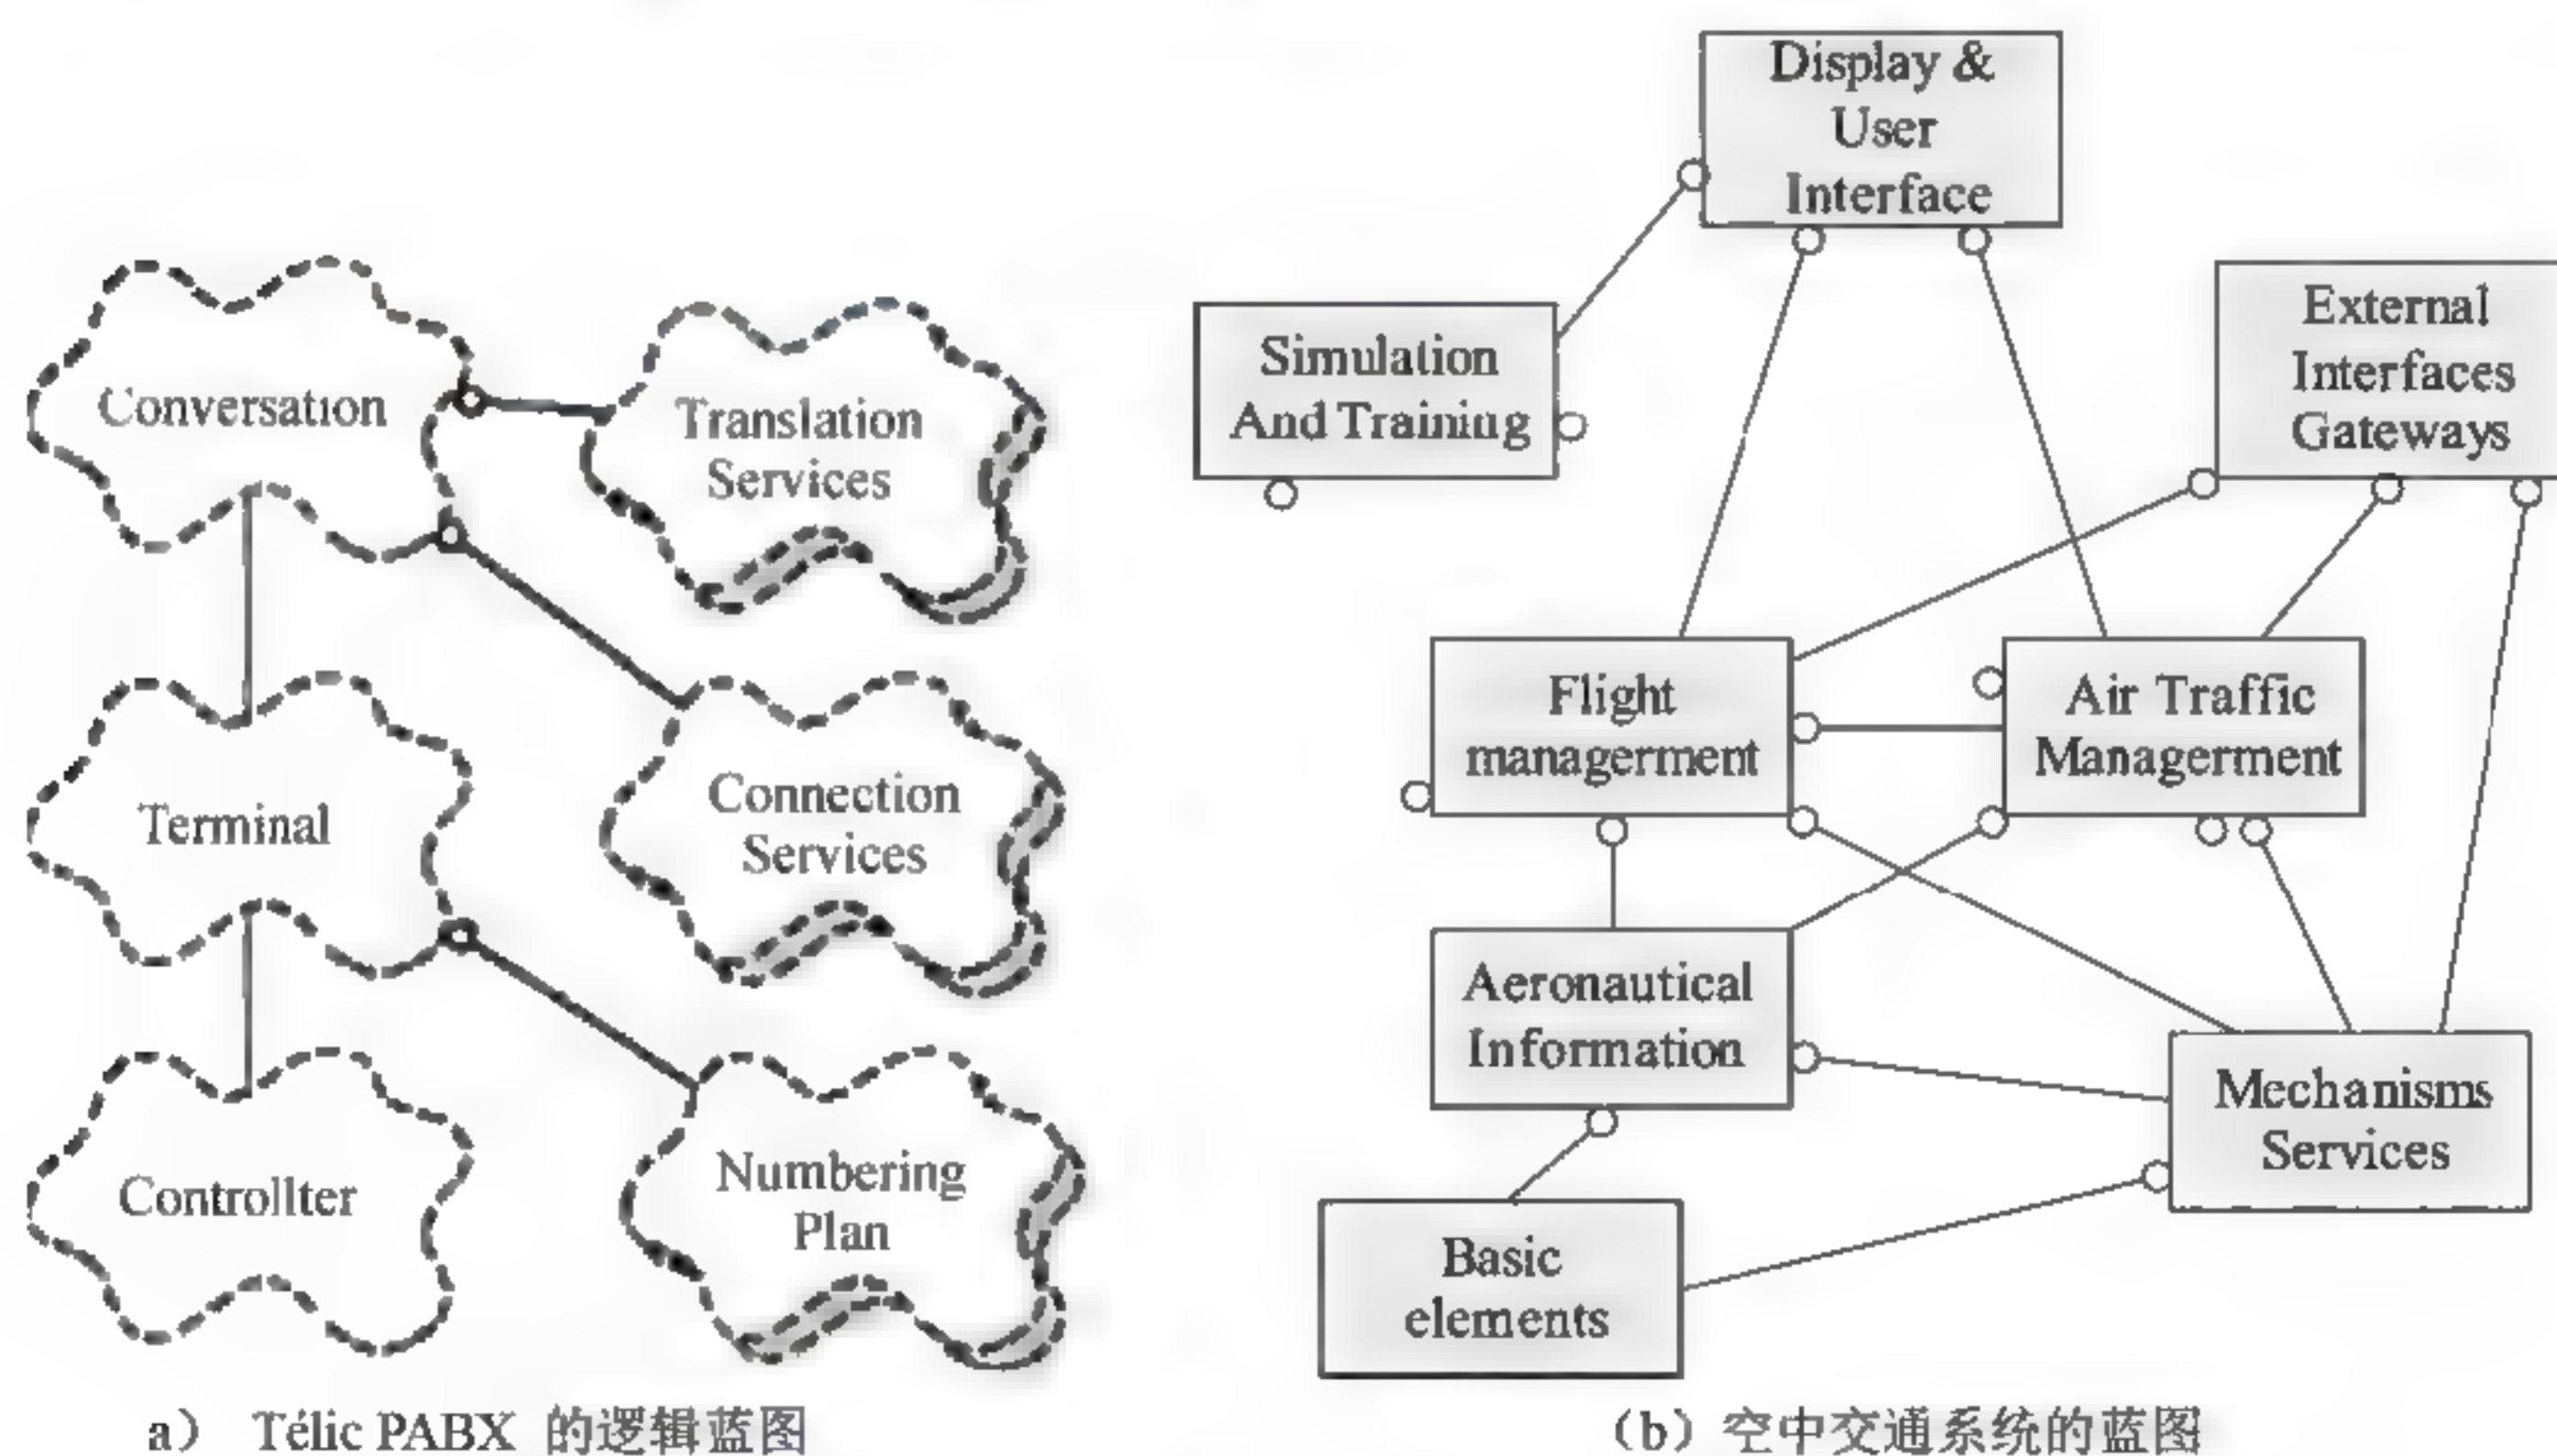 Conversation
Translation
Services
Terminal
Connection
Services
Controllter
Numbering
Plan
a） Télic PABX 的逻辑蓝图
Display &
User
Interface
Simulation
And Training
External
Interfaces
Gateways
Flight
managerment
Air Traffic
Managerment
Aeronautical
Information
Mechanisms
Services
Basic
elements
（b）空中交通系统的蓝图